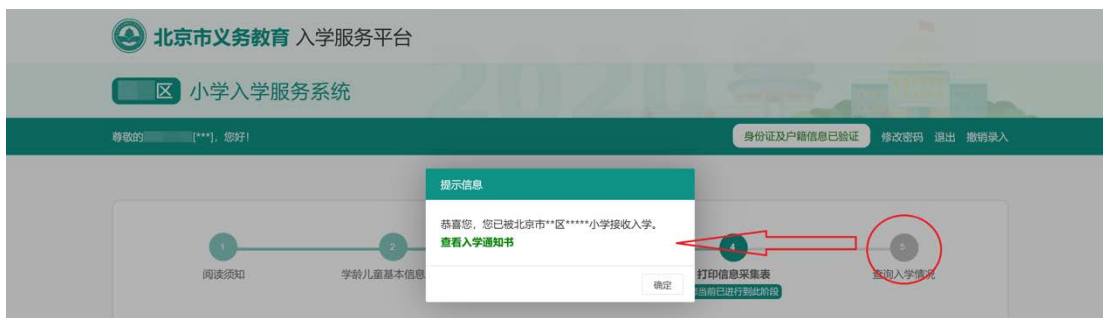 北京市义务教育 入学服务平台
区 小学入学服务系统
2020
尊敬的 [***]，您好！
身份证及户籍信息已验证 修改密码 退出 撤销录入
提示信息
恭喜您，您已被北京市**区*****小学接收入学。
查看入学通知书
确定
1
阅读须知
2
学龄儿童基本信息
4
打印信息采集表
当前已进行到此阶段
5
查询入学情况